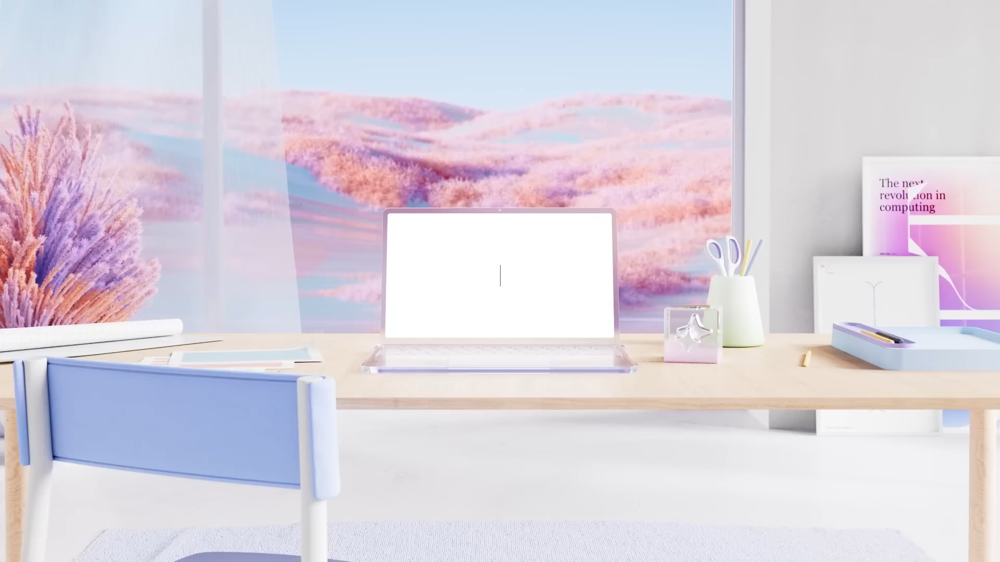 The next
revolution in
computing